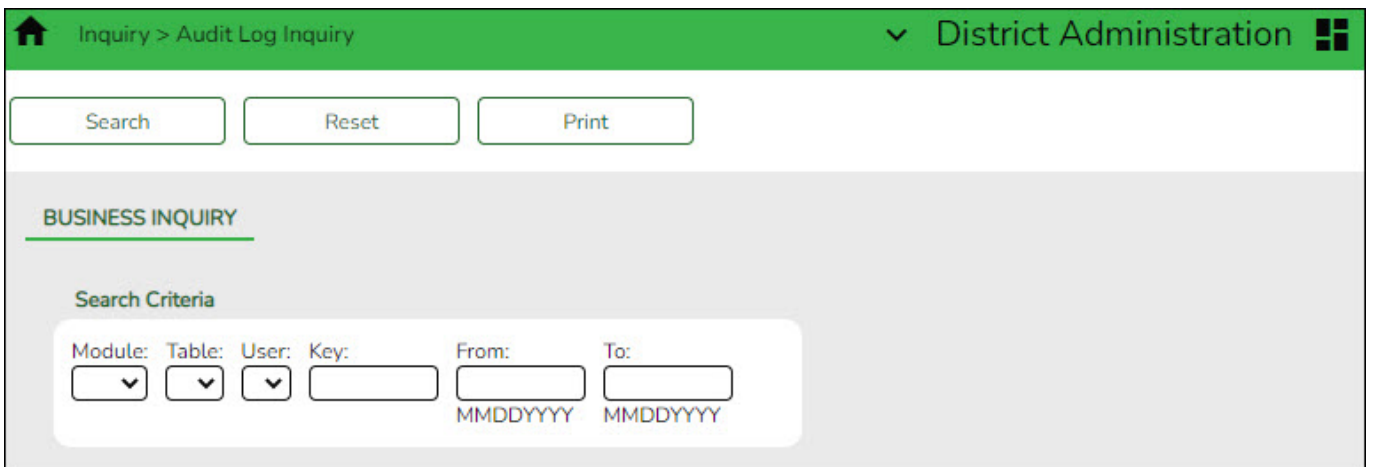 Inquiry > Audit Log Inquiry District Administration
Search Reset Print
BUSINESS INQUIRY
Search Criteria
Module: Table: User: Key: From: To:
MMDDYYYY MMDDYYYY